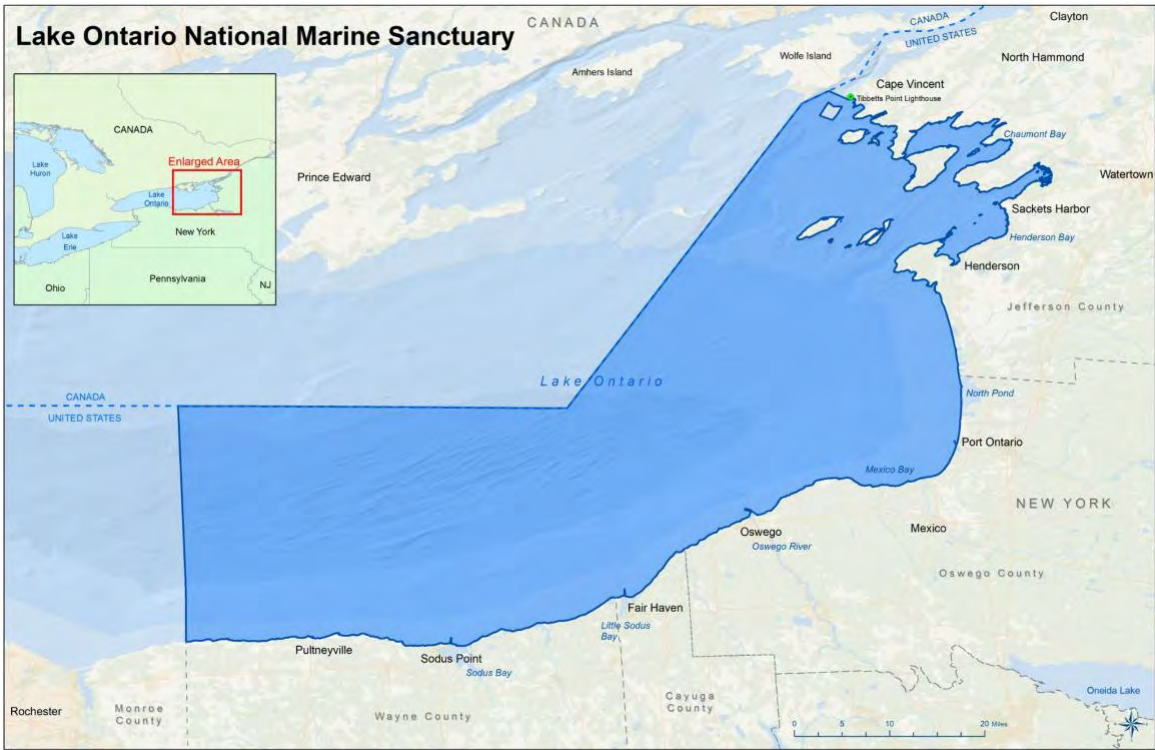 Lake Ontario National Marine Sanctuary
CANADA
CANADA
UNITED STATES
Clayton
North Hammond
Wolfe Island
Amhers Island
Cape Vincent
Tibbetts Point Lighthouse
Chaumont Bay
Watertown
Sackets Harbor
Henderson Bay
Henderson
Jefferson County
Prince Edward
CANADA
Lake
Huron
Enlarged Area
Lake
Ontario
New York
Lake
Erie
Pennsylvania
Ohio
NJ
Lake Ontario
CANADA
UNITED STATES
North Pond
Port Ontario
Mexico Bay
NEW YORK
Oswego
Mexico
Oswego River
Oswego County
Fair Haven
Little Sodus
Bay
Pultneyville
Sodus Point
Sodus Bay
Oneida Lake
Rochester
Monroe
County
Wayne County
Cayuga
County
0 5 10 20 Miles